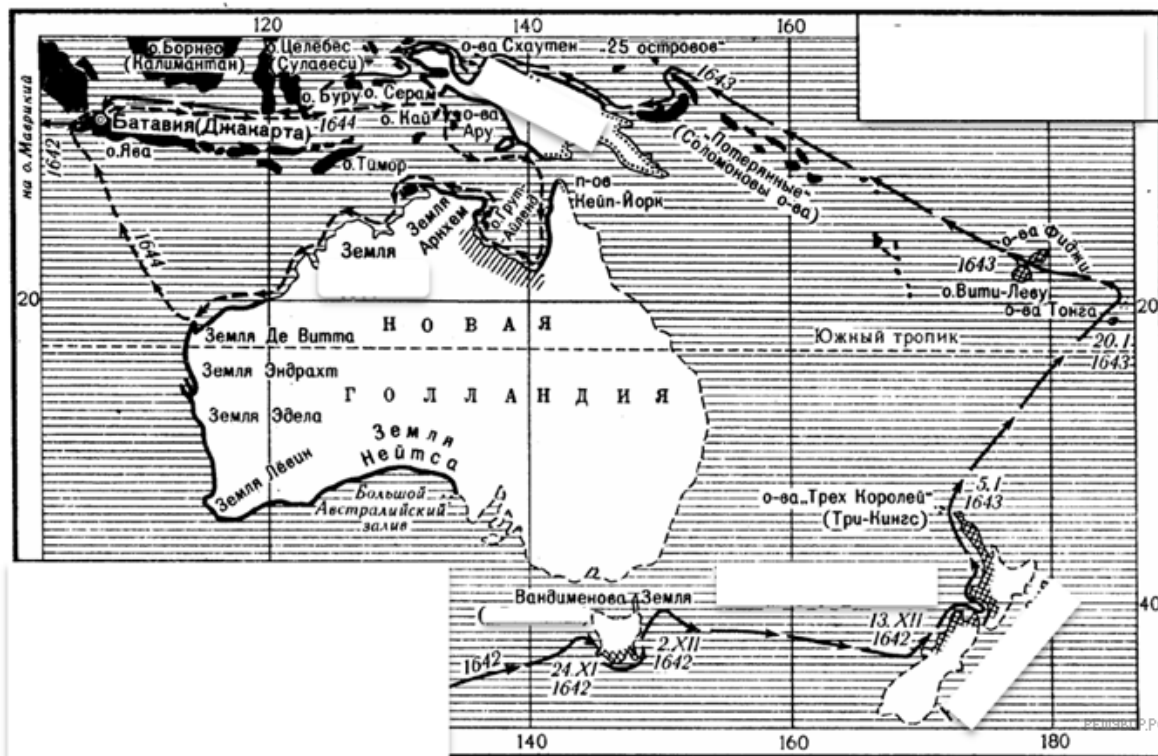 120
140
160
о. Борнео
(Калимантан)
о. Целебес
(Сулавеси)
о-ва Схаутен
„25 островов"
1643
о. Буру
о. Серам
на о. Маврикий
1642
Батавия (Джакарта)
1644
о. Кай
о-ва
Ару
о. Ява
о. Тимор
„Потерянные"
(Соломоновы о-ва)
п-ов
Кейп-Йорк
Земля
Арнхем
о. Грут-
Айленд
Земля
1644
о-ва Фиджи
1643
о. Вити-Леву
о-ва Тонга
20
20
20.I
1643
НОВАЯ
Земля Де Витта
Южный тропик
Земля Эндрахт
ГОЛЛАНДИЯ
Земля Эдела
Земля
Нейтса
Земля Лёвин
Большой
Австралийский
залив
5.I
1643
о-ва „Трех Королей"
(Три-Кингс)
Вандименова Земля
(
40
13.XII
1642
2.XII
1642
1642
24.XI
1642
140
160
180